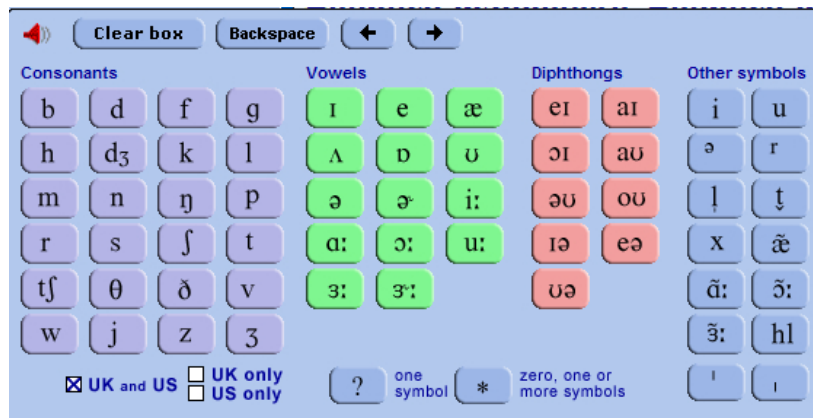 Clear box Backspace ← →
Consonants Vowels Diphthongs Other symbols
b d f g ɪ e æ eɪ aɪ i u
h dʒ k l ʌ ɒ ʊ ɔɪ aʊ ə r
m n ŋ p ə ɚ iː əʊ oʊ l̩ t̬
r s ʃ t ɑː ɔː uː ɪə eə x æ̃
tʃ θ ð v ɜː ɝː ʊə ɑ̃ː ɔ̃ː
w j z ʒ ɜ̃ː hl
UK and US UK only ? one symbol * zero, one or more symbols ˈ ˌ
US only